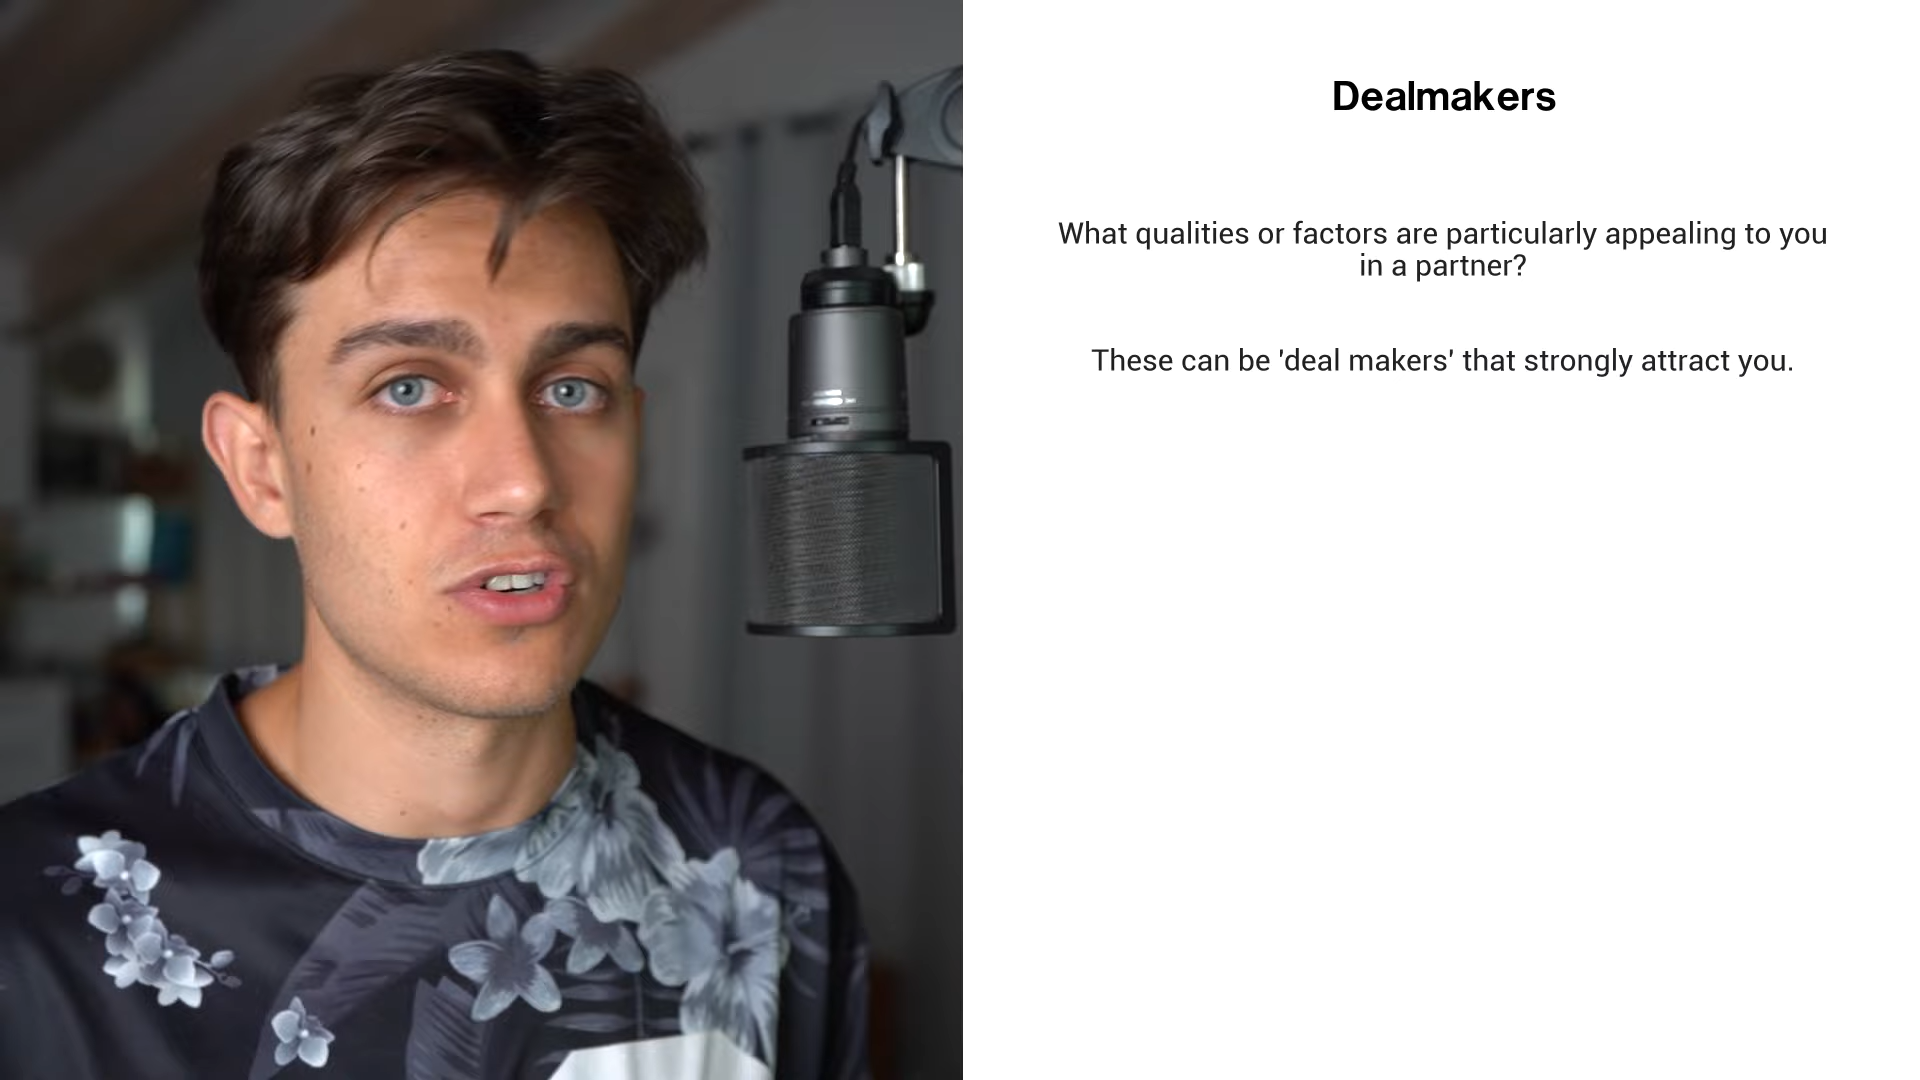 Dealmakers
What qualities or factors are particularly appealing to you
in a partner?
These can be 'deal makers' that strongly attract you.